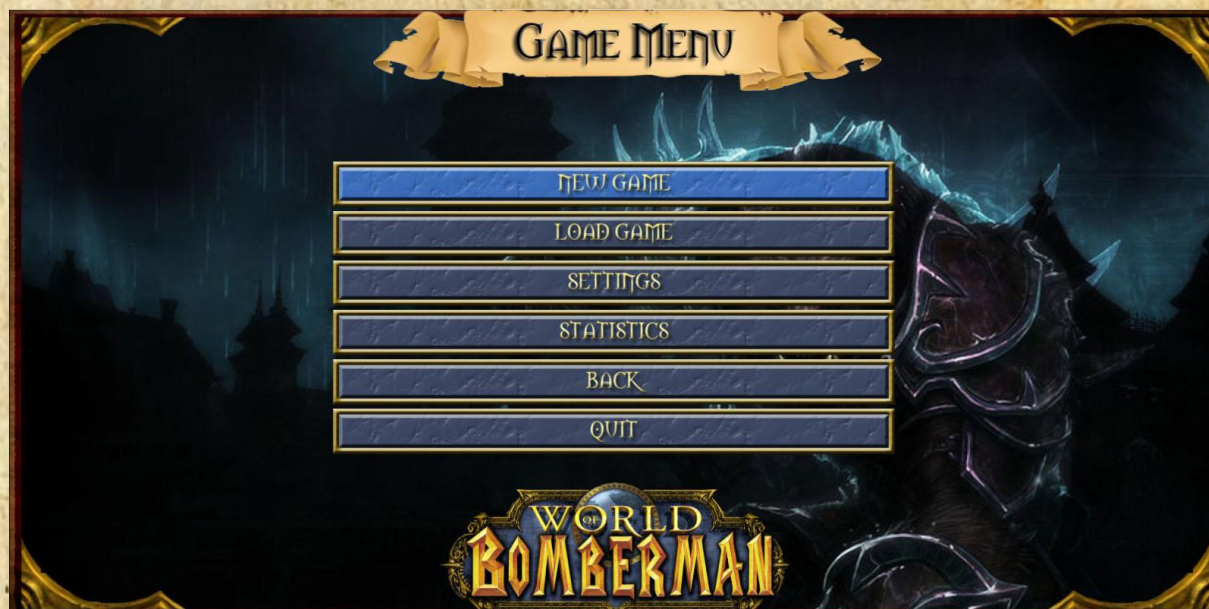 GAME MENU
NEW GAME
LOAD GAME
SETTINGS
STATISTICS
BACK
QUIT
WORLD
OF
BOMBERMAN